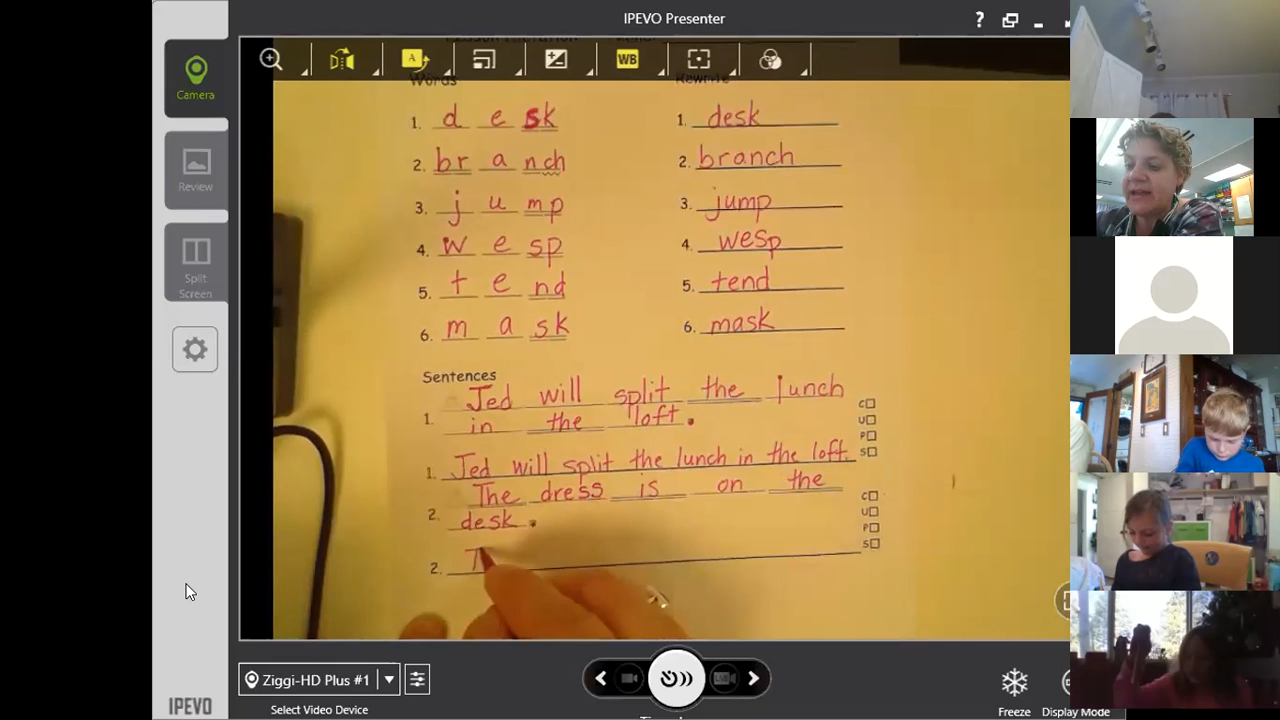 IPEVO Presenter
?
Camera
Review
Split
Screen
WB
A
Words Rewrite
1. d e sk 1. desk
2. br a nch 2. branch
3. j u mp 3. jump
4. w e sp 4. wesp
5. t e nd 5. tend
6. m a sk 6. mask
Sentences
1. Jed will split the lunch
in the loft.
1. Jed will split the lunch in the loft.
2. The dress is on the
desk.
2. T
C
U
P
S
C
U
P
S
IPEVO
Ziggi-HD Plus #1
Select Video Device
Freeze
Display Mode